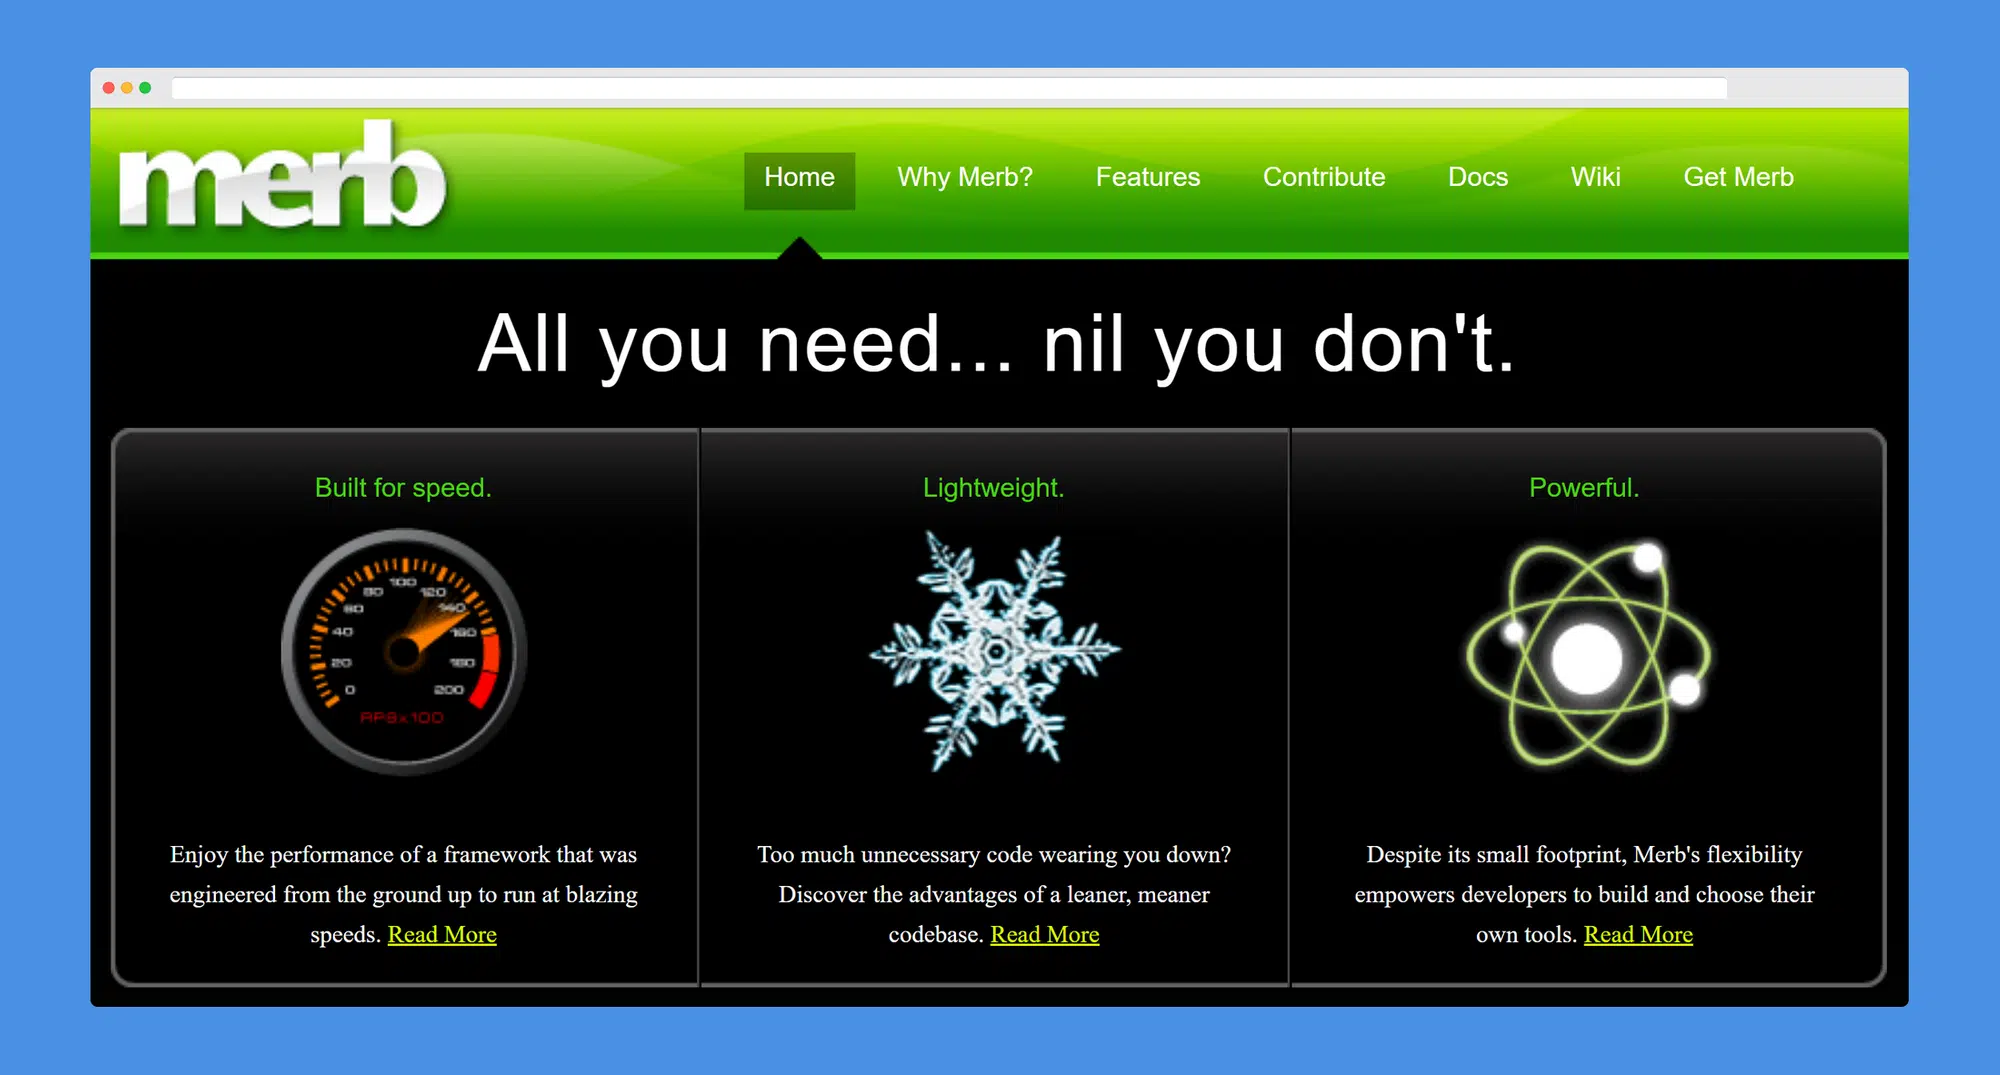 merb
Home Why Merb? Features Contribute Docs Wiki Get Merb
All you need... nil you don't.
Built for speed.
0 20 40 60 80 100 120 140 160 180 200
RPS x 100
Enjoy the performance of a framework that was
engineered from the ground up to run at blazing
speeds. Read More
Lightweight.
Too much unnecessary code wearing you down?
Discover the advantages of a leaner, meaner
codebase. Read More
Powerful.
Despite its small footprint, Merb's flexibility
empowers developers to build and choose their
own tools. Read More